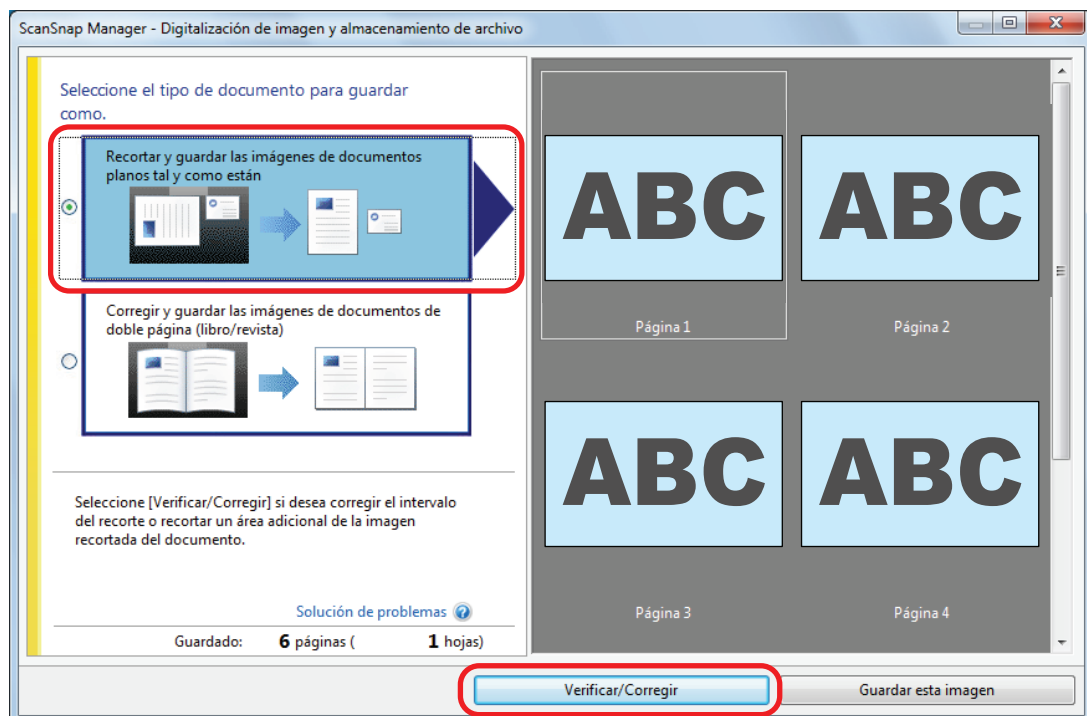 ScanSnap Manager - Digitalización de imagen y almacenamiento de archivo
Seleccione el tipo de documento para guardar
como.
Recortar y guardar las imágenes de documentos
planos tal y como están
Corregir y guardar las imágenes de documentos de
doble página (libro/revista)
Seleccione [Verificar/Corregir] si desea corregir el intervalo
del recorte o recortar un área adicional de la imagen
recortada del documento.
Solución de problemas
Guardado: 6 páginas ( 1 hojas)
ABC ABC
Página 1 Página 2
ABC ABC
Página 3 Página 4
Verificar/Corregir Guardar esta imagen